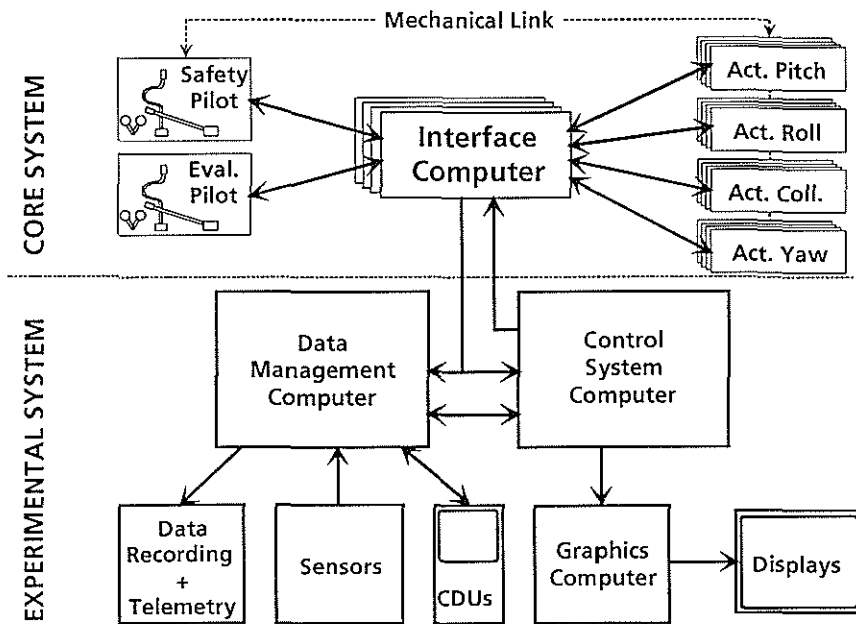 Mechanical Link
CORE SYSTEM
Safety
Pilot
Eval.
Pilot
Interface
Computer
Act. Pitch
Act. Roll
Act. Coll.
Act. Yaw
EXPERIMENTAL SYSTEM
Data
Management
Computer
Control
System
Computer
Data
Recording
+
Telemetry
Sensors
CDUs
Graphics
Computer
Displays